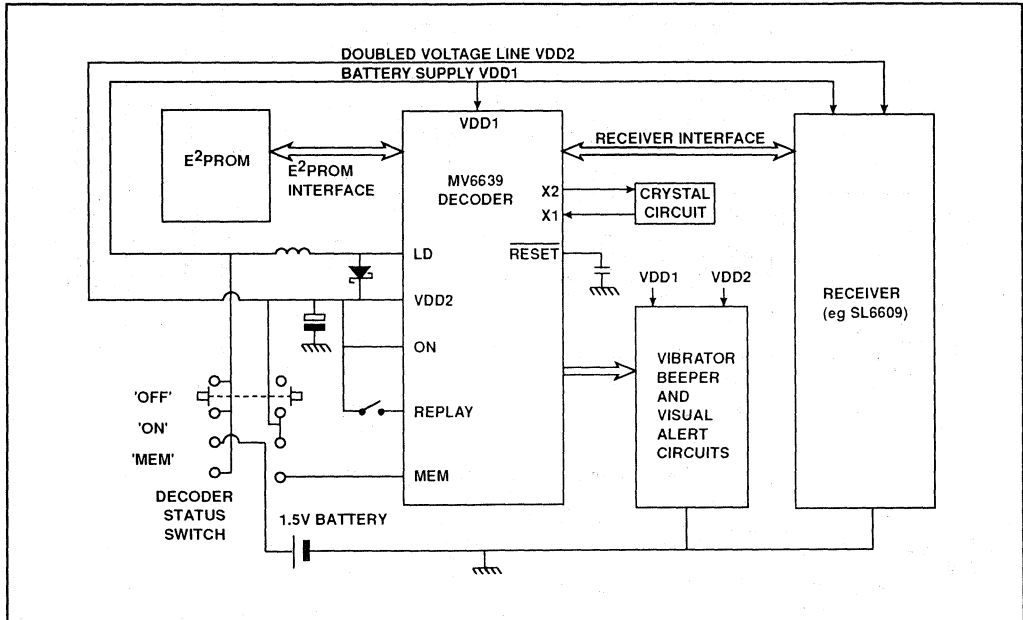 DOUBLED VOLTAGE LINE VDD2
BATTERY SUPPLY VDD1
E²PROM
E²PROM
INTERFACE
VDD1
MV6639
DECODER
X2
X1
LD
RESET
VDD2
ON
REPLAY
MEM
RECEIVER INTERFACE
CRYSTAL
CIRCUIT
VDD1 VDD2
VIBRATOR
BEEPER
AND
VISUAL
ALERT
CIRCUITS
RECEIVER
(eg SL6609)
'OFF'
'ON'
'MEM'
DECODER
STATUS
SWITCH
1.5V BATTERY